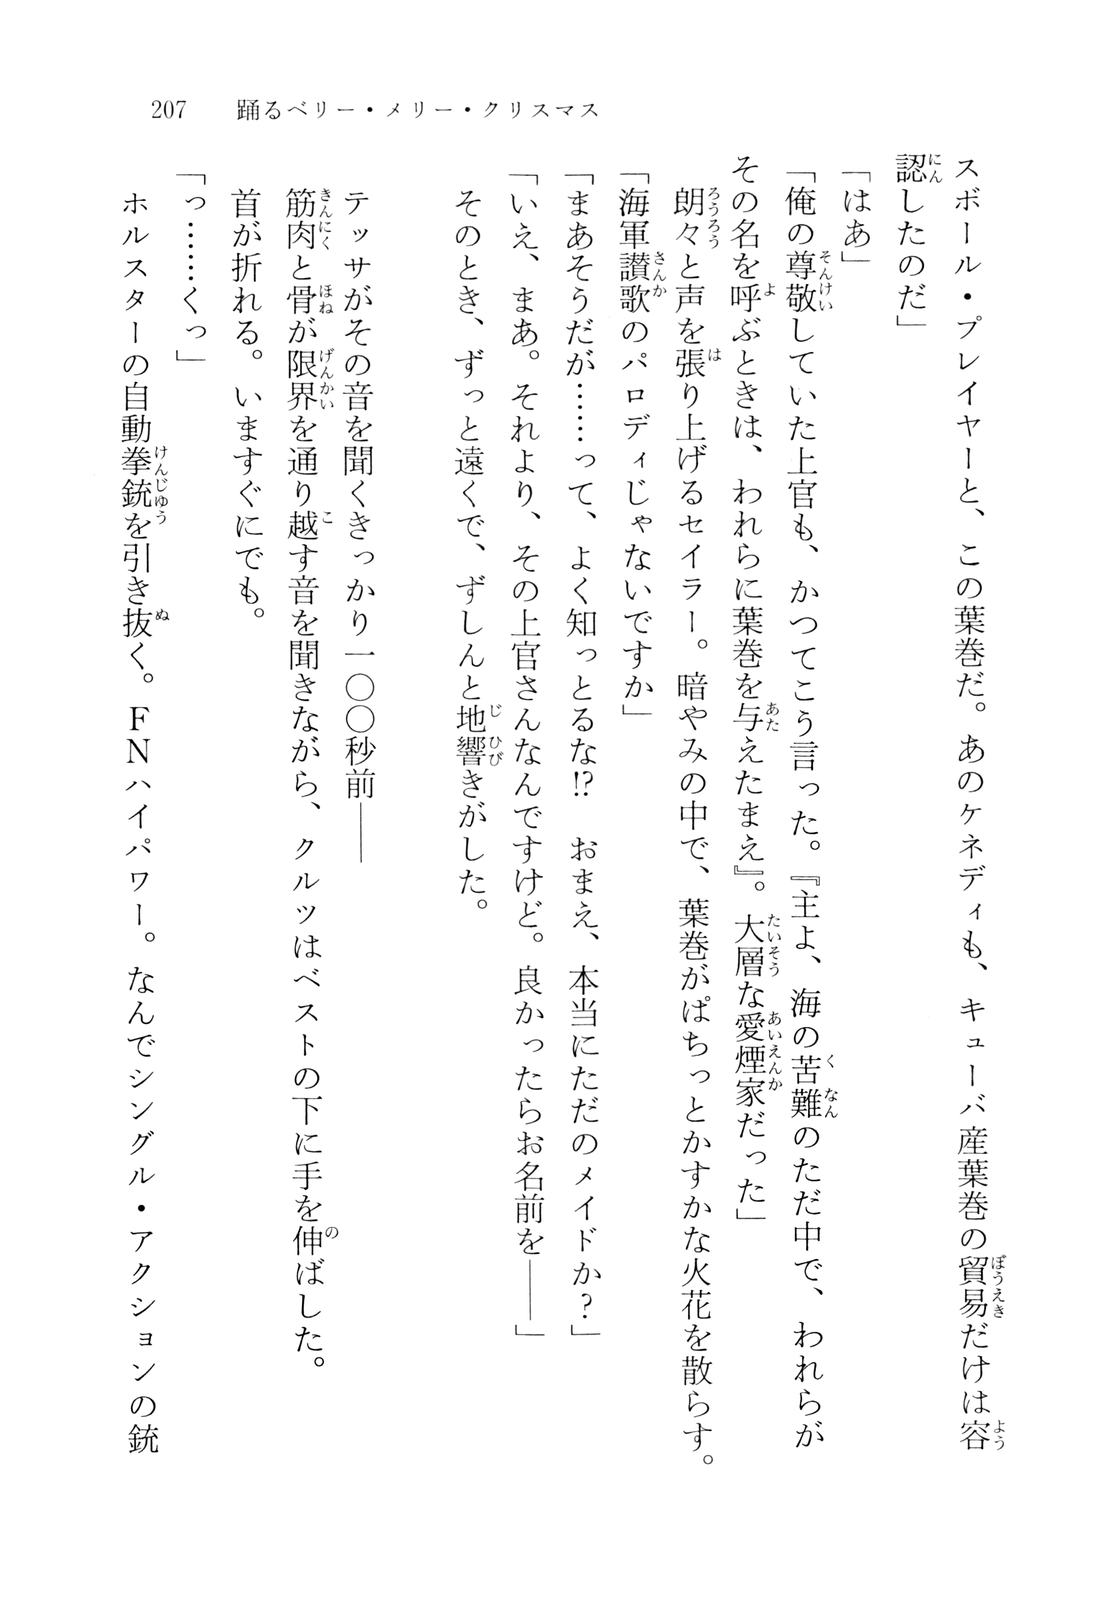 207　踊るベリー・メリー・クリスマス
スボール・プレイヤーと、この葉巻だ。あのケネディも、キューバ産葉巻の貿易だけは容
認したのだ」
「はあ」
「俺の尊敬していた上官も、かつてこう言った。『主よ、海の苦難のただ中で、われらが
その名を呼ぶときは、われらに葉巻を与えたまえ』。大層な愛煙家だった」
　朗々と声を張り上げるセイラー。暗やみの中で、葉巻がぱちっとかすかな火花を散らす。
「海軍讃歌のパロディじゃないですか」
「まあそうだが……って、よく知っとるな!?　おまえ、本当にただのメイドか?」
「いえ、まあ。それより、その上官さんなんですけど。良かったらお名前を――」
　そのとき、ずっと遠くで、ずしんと地響きがした。
　テッサがその音を聞くきっかり一〇〇秒前――
　筋肉と骨が限界を通り越す音を聞きながら、クルツはベストの下に手を伸ばした。
　首が折れる。いますぐにでも。
「っ……くっ」
　ホルスターの自動拳銃を引き抜く。FNハイパワー。なんでシングル・アクションの銃